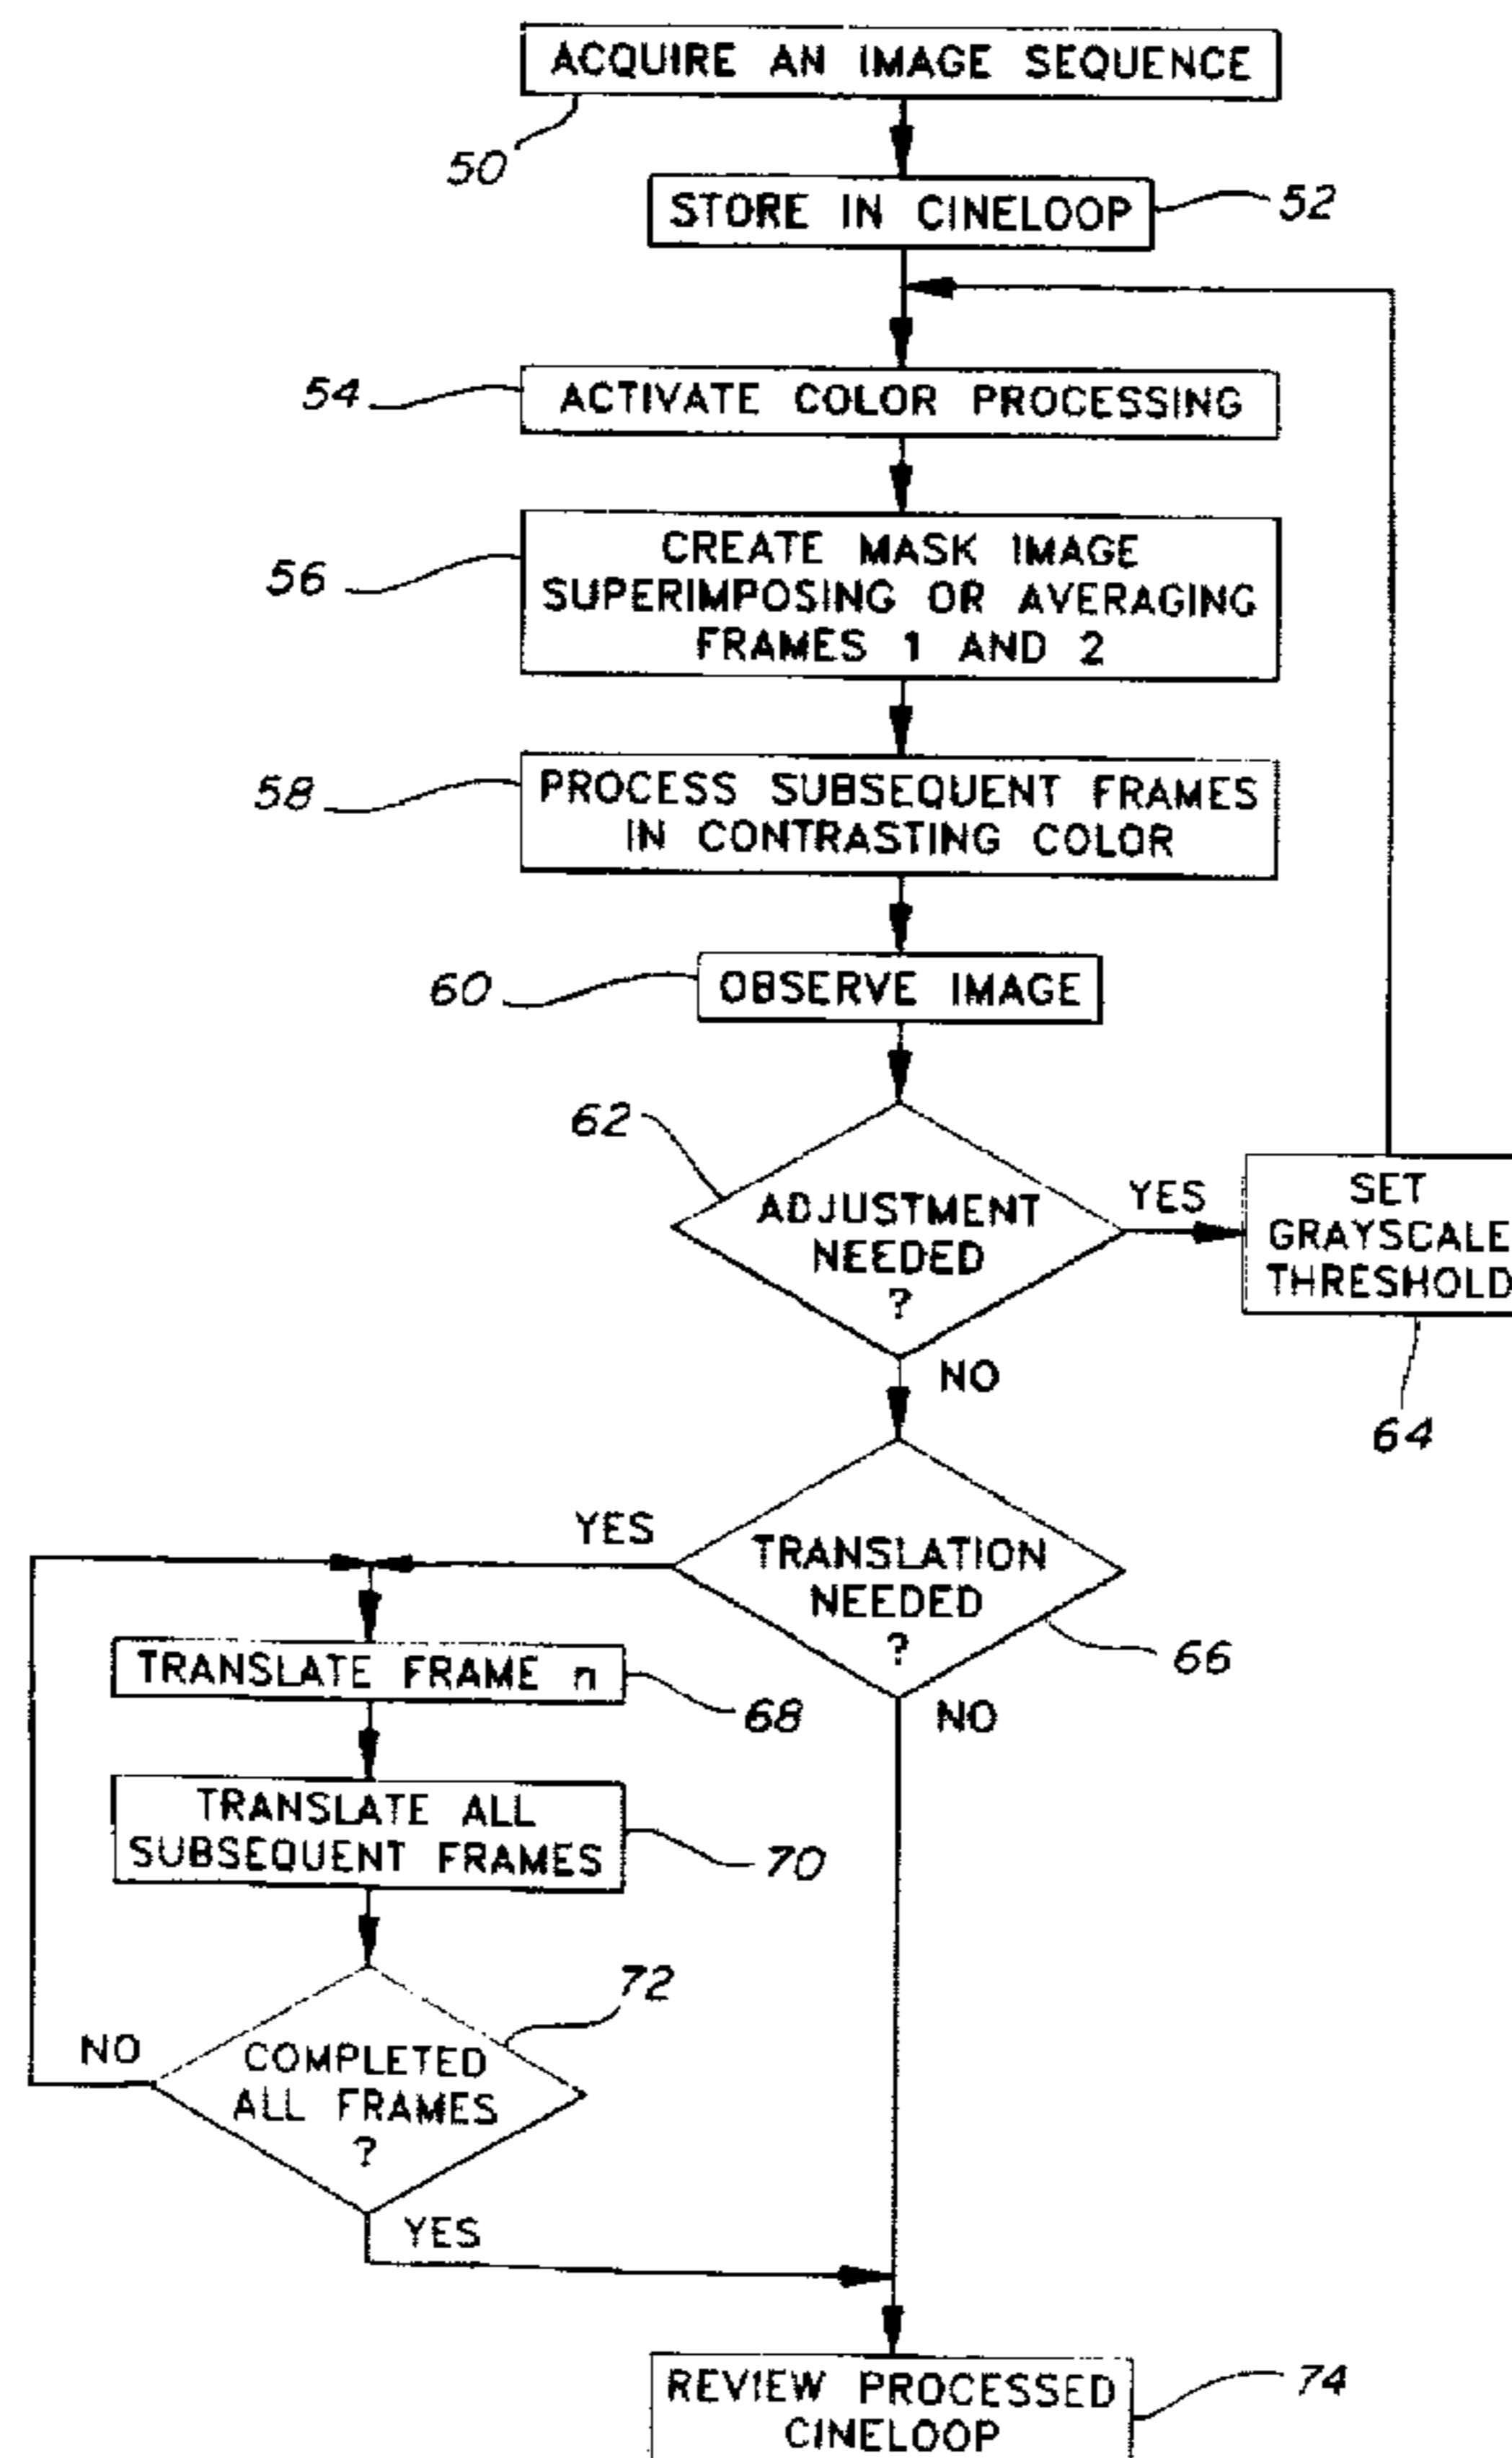 ACQUIRE AN IMAGE SEQUENCE
50
STORE IN CINELOOP
52
54
ACTIVATE COLOR PROCESSING
56
CREATE MASK IMAGE
SUPERIMPOSING OR AVERAGING
FRAMES 1 AND 2
58
PROCESS SUBSEQUENT FRAMES
IN CONTRASTING COLOR
60
OBSERVE IMAGE
62
ADJUSTMENT
NEEDED
?
YES
SET
GRAYSCALE
THRESHOLD
64
NO
YES
TRANSLATION
NEEDED
?
66
NO
TRANSLATE FRAME n
68
TRANSLATE ALL
SUBSEQUENT FRAMES
70
72
NO
COMPLETED
ALL FRAMES
?
YES
REVIEW PROCESSED
CINELOOP
74